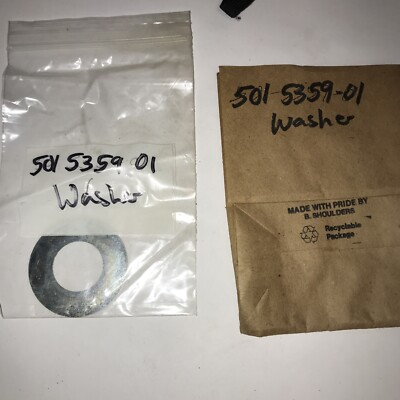 501 5359-01
Washer
501-5359-01
Washer
MADE WITH PRIDE BY
B. SHOULDERS
Recyclable
Package